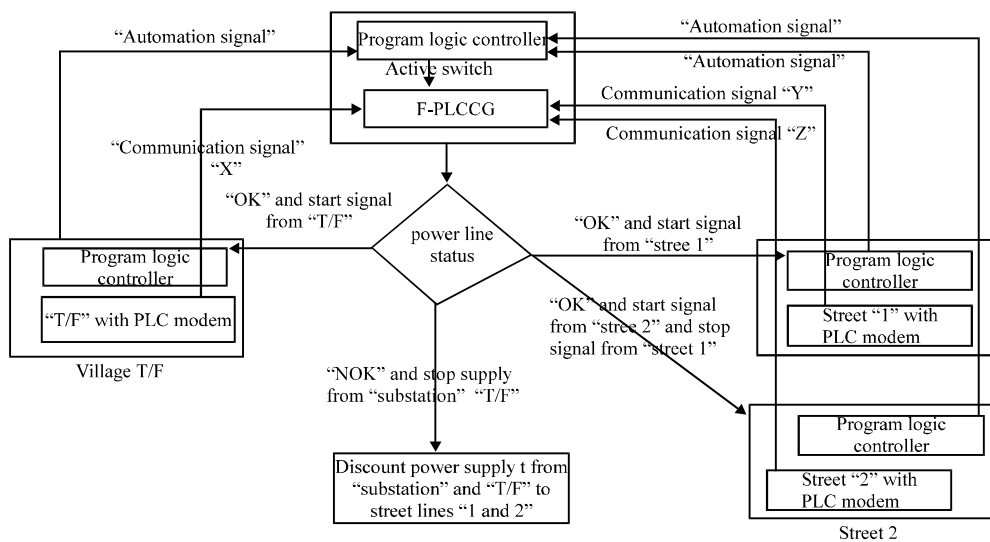 “Automation signal”
Program logic controller
“Automation signal”
“Automation signal”
Active switch
F-PLCCG
Communication signal “Y”
Communication signal “Z”
“Communication signal”
“X”
“OK” and start signal
from “T/F”
power line
status
“OK” and start signal
from “stree 1”
Program logic
controller
“T/F” with PLC modem
Village T/F
Program logic
controller
Street “1” with
PLC modem
“OK” and start signal
from “stree 2” and stop
signal from “street 1”
“NOK” and stop supply
from “substation” “T/F”
Program logic
controller
Street “2” with
PLC modem
Street 2
Discount power supply t from
“substation” and “T/F” to
street lines “1 and 2”